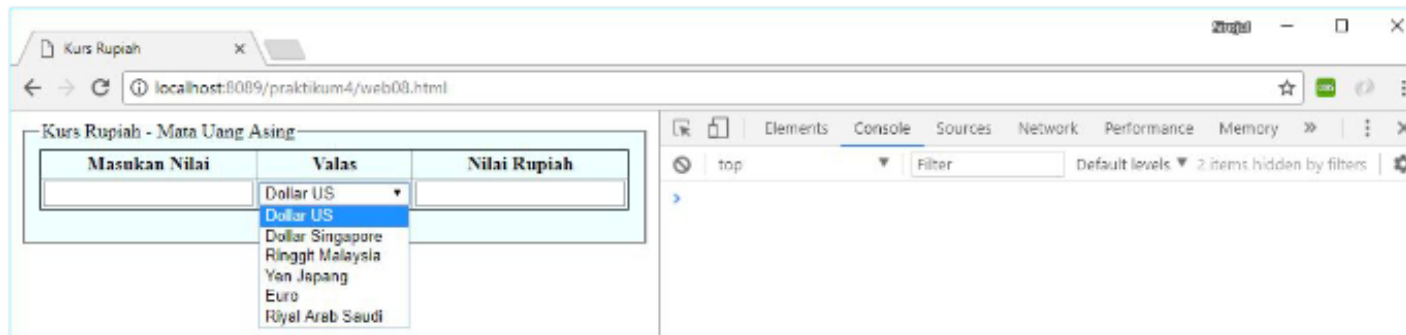 Kurs Rupiah
localhost:8089/praktikum4/web08.html
Kurs Rupiah - Mata Uang Asing
Masukan Nilai Valas Nilai Rupiah
Dollar US
Dollar US
Dollar Singapore
Ringgit Malaysia
Yen Jepang
Euro
Riyal Arab Saudi
Elements Console Sources Network Performance Memory
top Filter Default levels 2 items hidden by filters